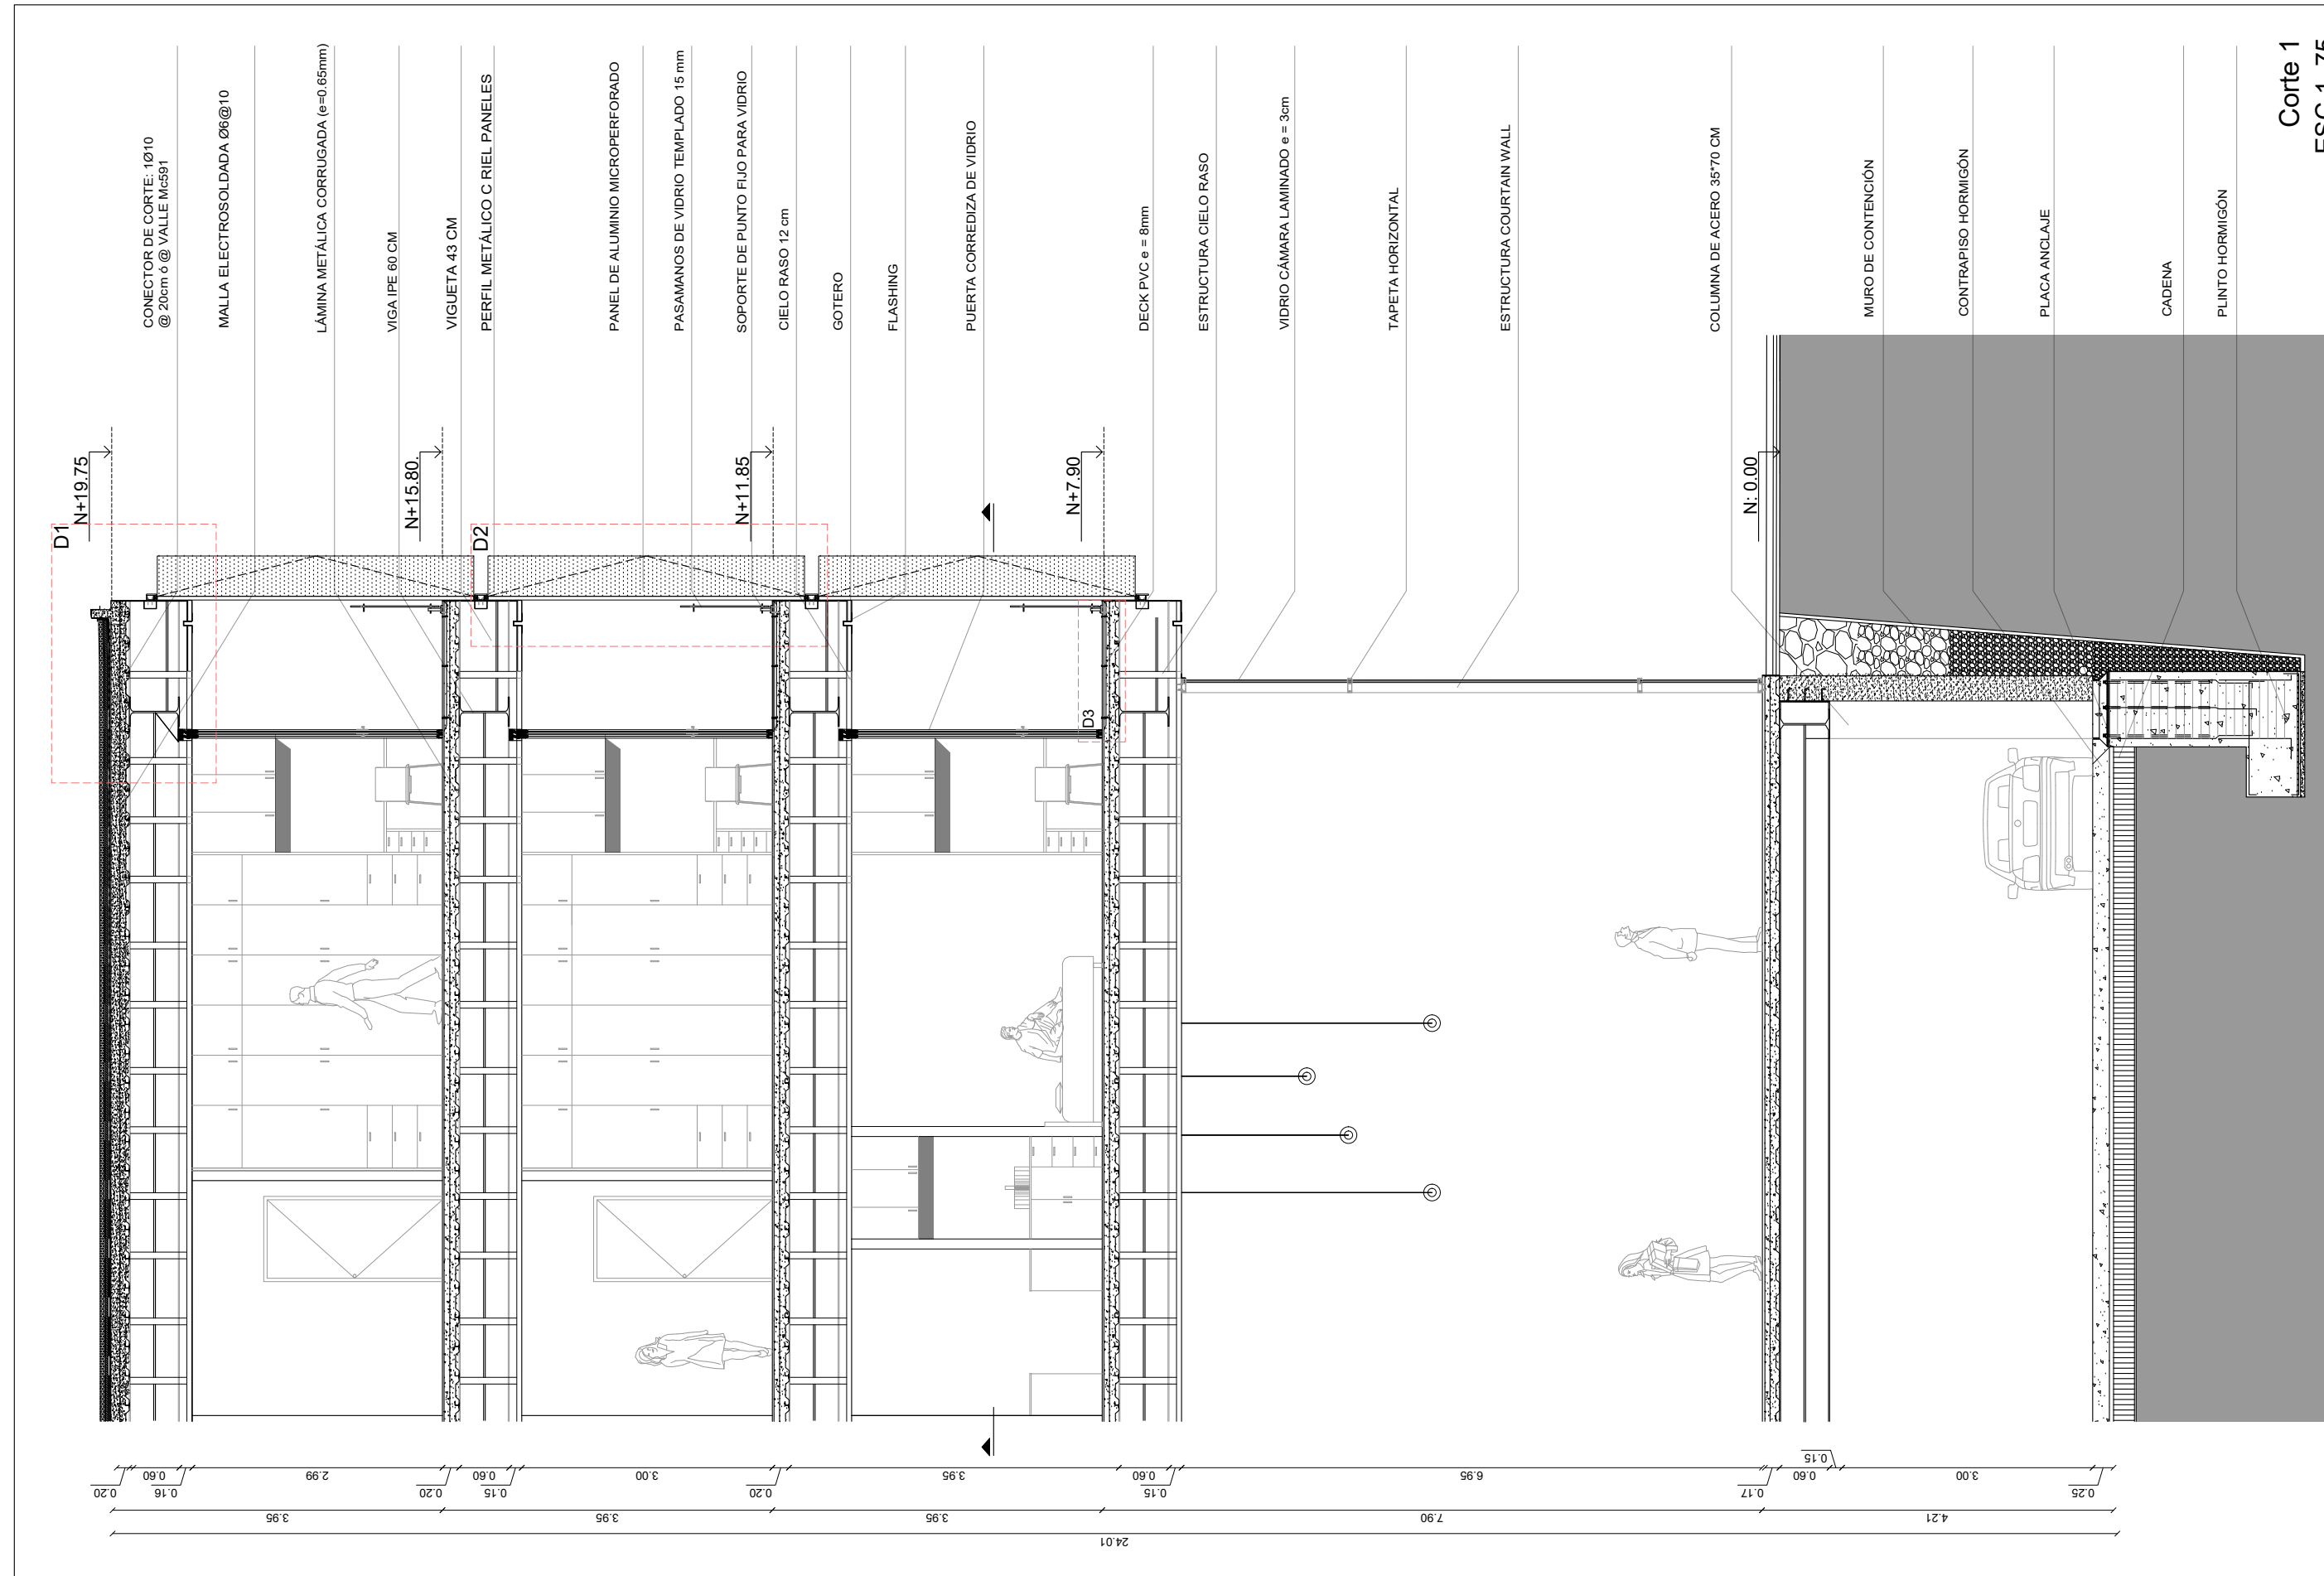 CONECTOR DE CORTE: 1Ø10
@ 20cm ó @ VALLE Mc591
MALLA ELECTROSOLDADA Ø6@10
LÁMINA METÁLICA CORRUGADA (e=0.65mm)
VIGA IPE 60 CM
VIGUETA 43 CM
PERFIL METÁLICO C RIEL PANELES
PANEL DE ALUMINIO MICROPERFORADO
PASAMANOS DE VIDRIO TEMPLADO 15 mm
SOPORTE DE PUNTO FIJO PARA VIDRIO
CIELO RASO 12 cm
GOTERO
FLASHING
PUERTA CORREDIZA DE VIDRIO
DECK PVC e = 8mm
ESTRUCTURA CIELO RASO
VIDRIO CÁMARA LAMINADO e = 3cm
TAPETA HORIZONTAL
ESTRUCTURA COURTAIN WALL
COLUMNA DE ACERO 35*70 CM
MURO DE CONTENCIÓN
CONTRAPISO HORMIGÓN
PLACA ANCLAJE
CADENA
PLINTO HORMIGÓN
Corte 1
ESC 1_75
D1
N+19.75
N+15.80.
D2
N+11.85
N+7.90
D3
N: 0.00
0.20
0.60
0.16
2.99
0.20
0.60
0.15
3.00
0.20
3.95
0.60
0.15
6.95
0.17
0.60
0.15
3.00
0.25
3.95
3.95
3.95
7.90
4.21
24.01